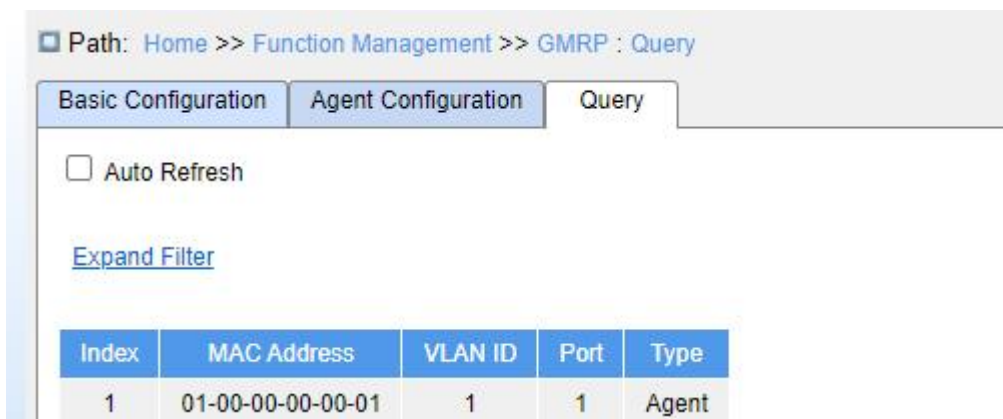 Path: Home >> Function Management >> GMRP : Query
Basic Configuration Agent Configuration Query
Auto Refresh
Expand Filter
Index MAC Address VLAN ID Port Type
1 01-00-00-00-00-01 1 1 Agent